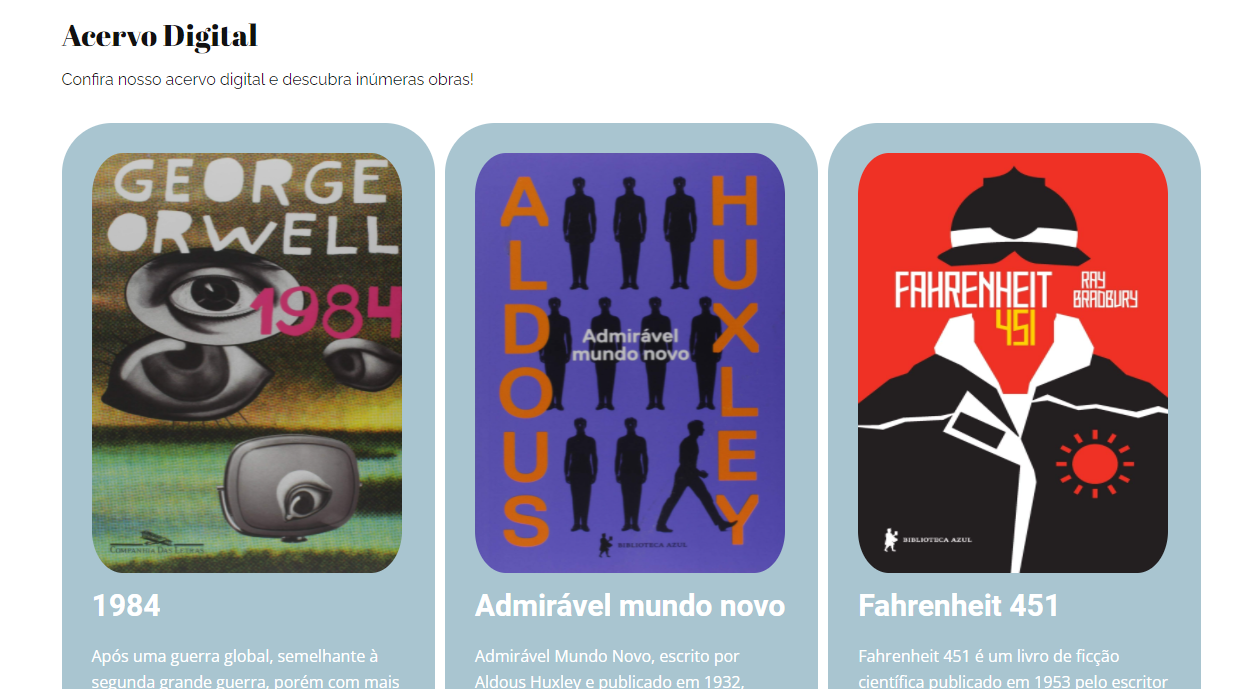 Acervo Digital
Confira nosso acervo digital e descubra inúmeras obras!
GEORGE
ORWELL
1984
COMPANHIA DAS LETRAS
ALDOUS
HUXLEY
Admirável
mundo novo
BIBLIOTECA AZUL
FAHRENHEIT
451
RAY
BRADBURY
BIBLIOTECA AZUL
1984
Após uma guerra global, semelhante à
segunda grande guerra, porém com mais
Admirável mundo novo
Admirável Mundo Novo, escrito por
Aldous Huxley e publicado em 1932,
Fahrenheit 451
Fahrenheit 451 é um livro de ficção
científica publicado em 1953 pelo escritor